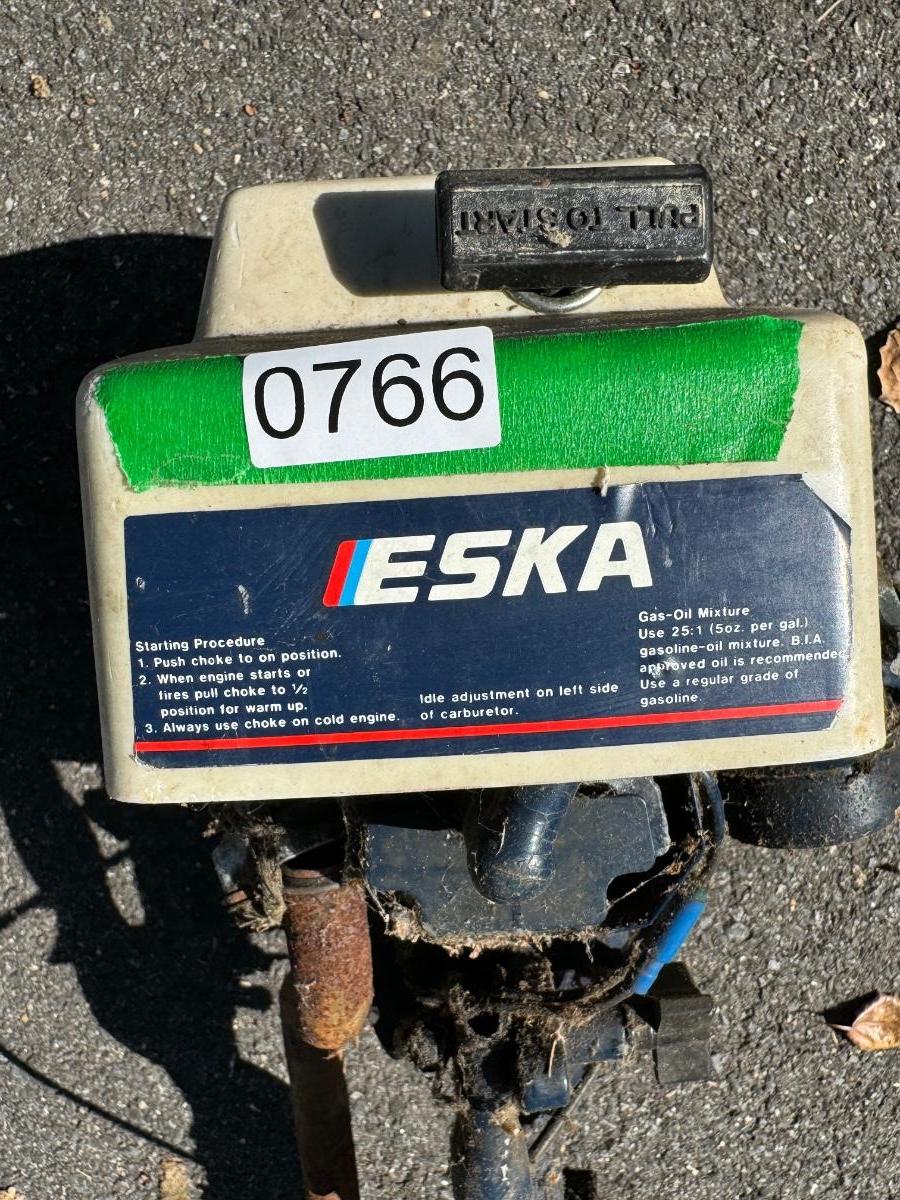 PULL TO START
0766
ESKA
Starting Procedure
1. Push choke to on position.
2. When engine starts or
fires pull choke to ½
position for warm up.
3. Always use choke on cold engine.
Idle adjustment on left side
of carburetor.
Gas-Oil Mixture
Use 25:1 (5oz. per gal.)
gasoline-oil mixture. B.I.A.
approved oil is recommende
Use a regular grade of
gasoline.